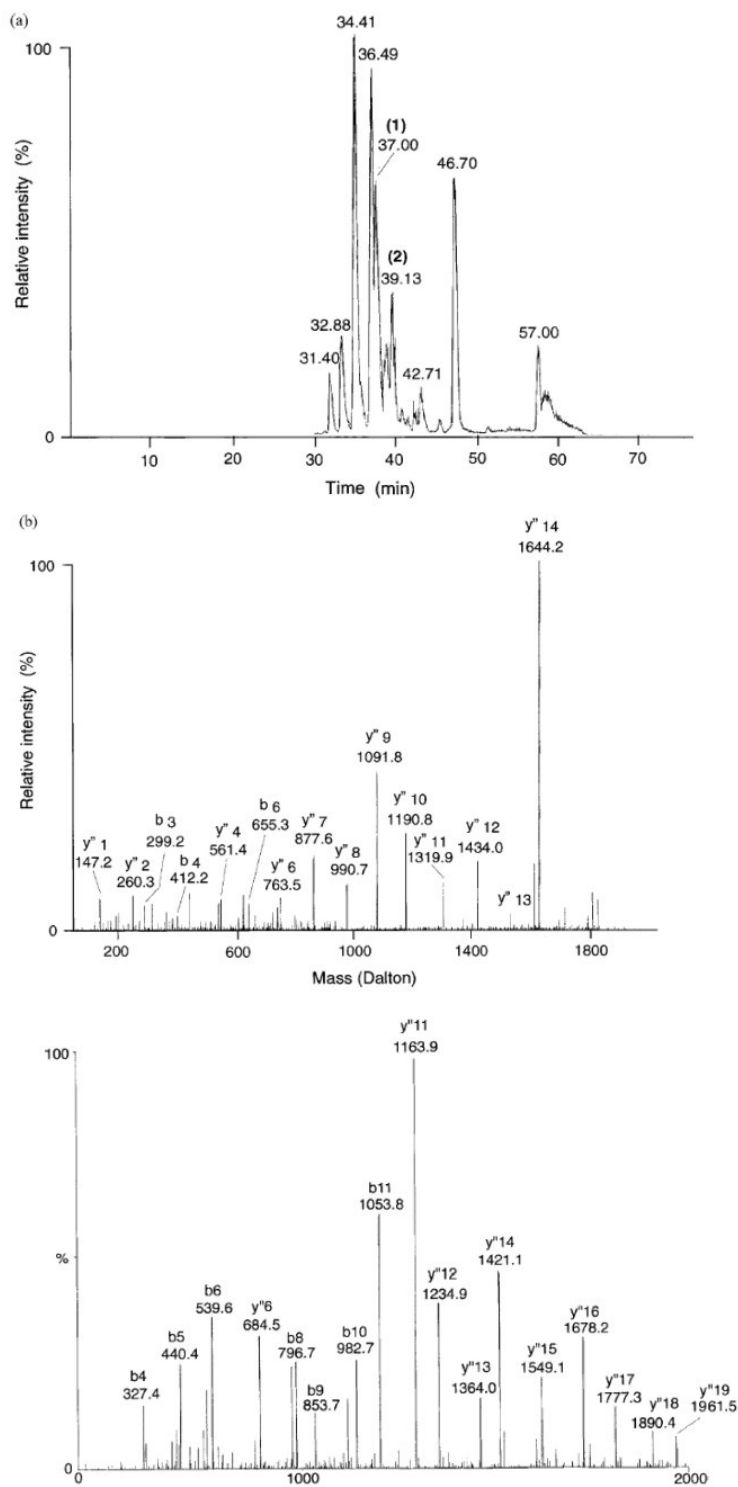 (a)
34.41
100
36.49
(1)
37.00
46.70
(2)
39.13
32.88
31.40
57.00
42.71
Relative intensity (%)
0
10 20 30 40 50 60 70
Time (min)
(b)
y" 14
1644.2
100
Relative intensity (%)
y" 9
1091.8
y" 10
1190.8
y" 11
1319.9
y" 12
1434.0
y" 13
b 6
655.3
y" 7
877.6
y" 8
990.7
b 3
299.2
y" 4
561.4
y" 6
763.5
y" 1
147.2
y" 2
260.3
b 4
412.2
0
200 600 1000 1400 1800
Mass (Dalton)
y"11
1163.9
100
b11
1053.8
%
y"14
1421.1
y"12
1234.9
b6
539.6
y"6
684.5
y"16
1678.2
b5
440.4
b8
796.7
b10
982.7
y"13
1364.0
y"15
1549.1
b4
327.4
b9
853.7
y"17
1777.3
y"18
1890.4
y"19
1961.5
0
0 1000 2000